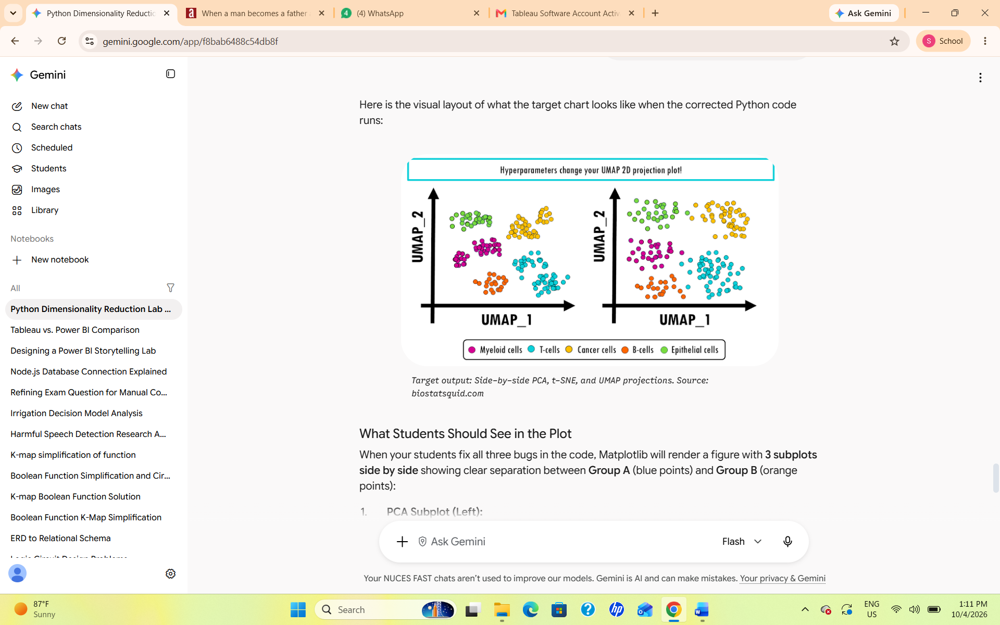 Python Dimensionality Reductio
When a man becomes a father
4
(4) WhatsApp
Tableau Software Account Activ
Ask Gemini
gemini.google.com/app/f8bab6488c54db8f
S
School
Gemini
New chat
Search chats
Scheduled
Students
Images
Library
Notebooks
New notebook
All
Python Dimensionality Reduction Lab ...
Tableau vs. Power BI Comparison
Designing a Power BI Storytelling Lab
Node.js Database Connection Explained
Refining Exam Question for Manual Co...
Irrigation Decision Model Analysis
Harmful Speech Detection Research A...
K-map simplification of function
Boolean Function Simplification and Cir...
K-map Boolean Function Solution
Boolean Function K-Map Simplification
ERD to Relational Schema
Logic Circuit Design Problems
Here is the visual layout of what the target chart looks like when the corrected Python code
runs:
Hyperparameters change your UMAP 2D projection plot!
UMAP_2
UMAP_1
UMAP_2
UMAP_1
Myeloid cells T-cells Cancer cells B-cells Epithelial cells
Target output: Side-by-side PCA, t-SNE, and UMAP projections. Source:
biostatsquid.com
What Students Should See in the Plot
When your students fix all three bugs in the code, Matplotlib will render a figure with 3 subplots
side by side showing clear separation between Group A (blue points) and Group B (orange
points):
1. PCA Subplot (Left):
Ask Gemini
Flash
Your NUCES FAST chats aren't used to improve our models. Gemini is AI and can make mistakes. Your privacy & Gemini
87°F
Sunny
Search
hp
W
ENG
US
1:11 PM
10/4/2026